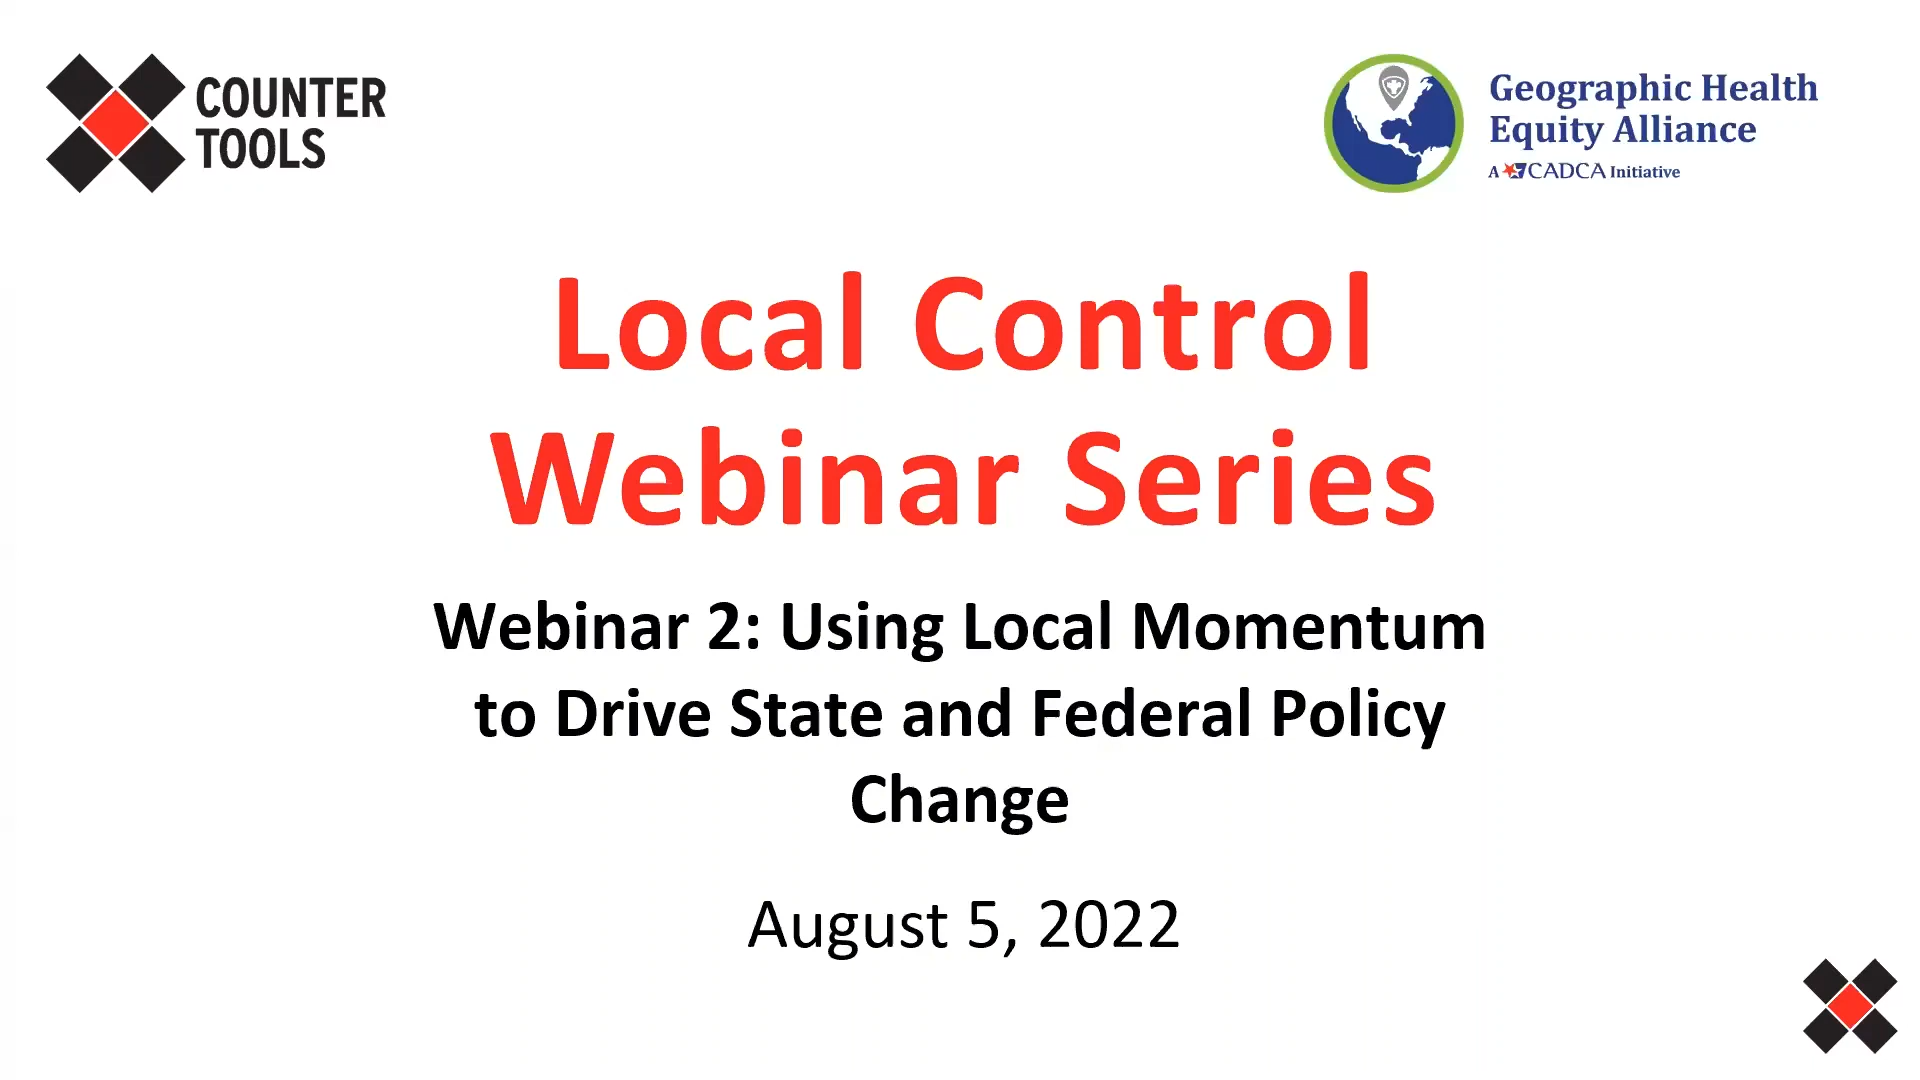 COUNTER
TOOLS
Geographic Health
Equity Alliance
A CADCA Initiative
Local Control
Webinar Series
Webinar 2: Using Local Momentum
to Drive State and Federal Policy
Change
August 5, 2022